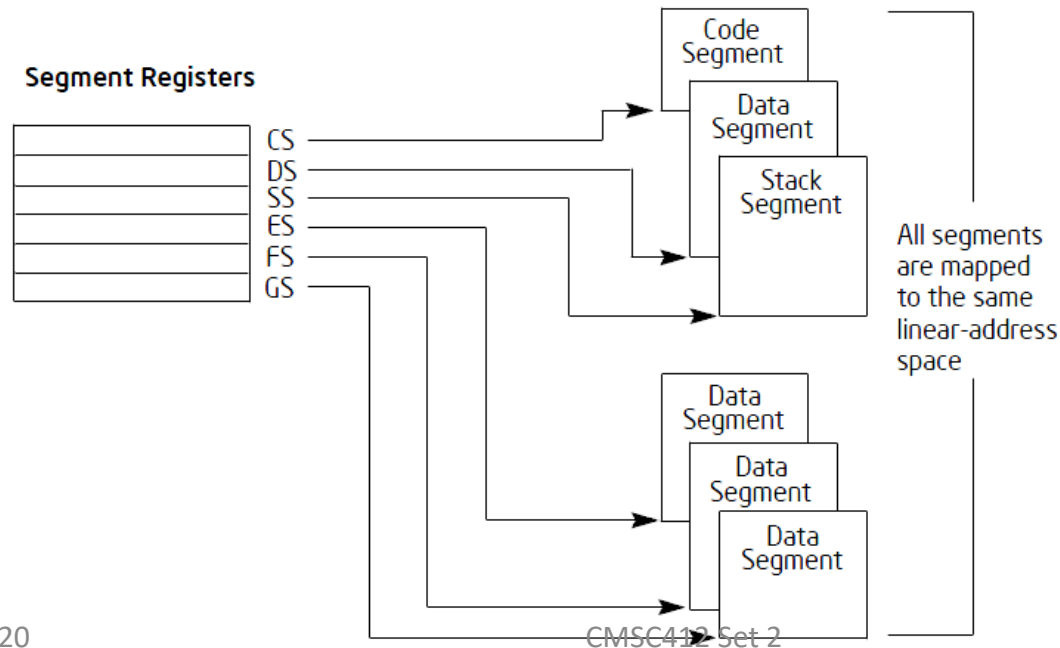 Segment Registers
CS
DS
SS
ES
FS
GS
Code
Segment
Data
Segment
Stack
Segment
Data
Segment
Data
Segment
Data
Segment
All segments
are mapped
to the same
linear-address
space
20
CMSC412 Set 2